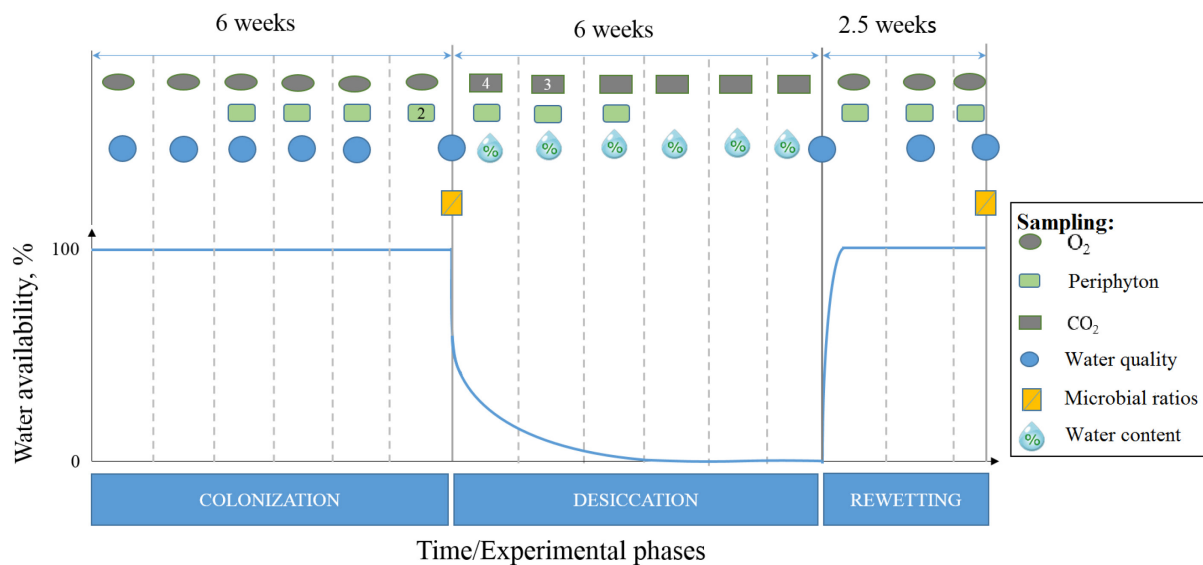 6 weeks
6 weeks
2.5 weeks
4
3
2
%
%
%
%
%
%
Sampling:
O₂
Periphyton
CO₂
Water quality
Microbial ratios
% Water content
Water availability, %
100
0
COLONIZATION
DESICCATION
REWETTING
Time/Experimental phases